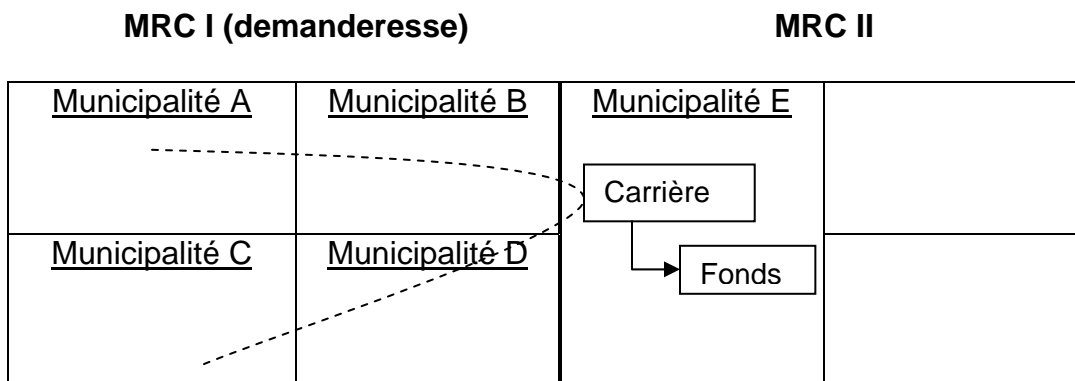 MRC I (demanderesse) MRC II
Municipalité A Municipalité B Municipalité E
Carrière
Municipalité C Municipalité D
Fonds